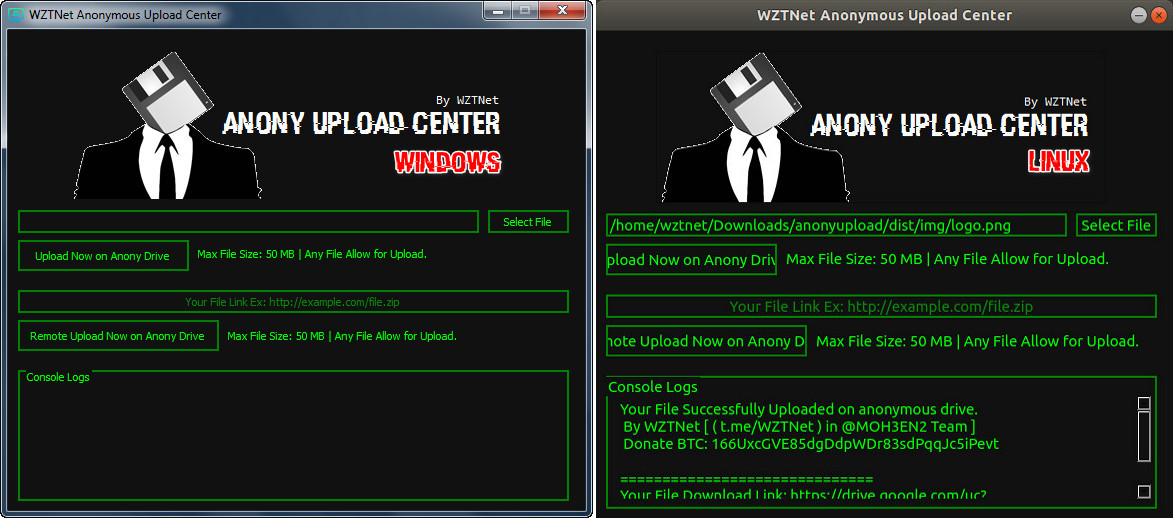 WZTNet Anonymous Upload Center
By WZTNet
ANONY UPLOAD CENTER
WINDOWS
Select File
Upload Now on Anony Drive
Max File Size: 50 MB | Any File Allow for Upload.
Your File Link Ex: http://example.com/file.zip
Remote Upload Now on Anony Drive
Max File Size: 50 MB | Any File Allow for Upload.
Console Logs
WZTNet Anonymous Upload Center
By WZTNet
ANONY UPLOAD CENTER
LINUX
/home/wztnet/Downloads/anonyupload/dist/img/logo.png
Select File
pload Now on Anony Driv
Max File Size: 50 MB | Any File Allow for Upload.
Your File Link Ex: http://example.com/file.zip
note Upload Now on Anony D
Max File Size: 50 MB | Any File Allow for Upload.
Console Logs
Your File Successfully Uploaded on anonymous drive.
By WZTNet [ ( t.me/WZTNet ) in @MOH3EN2 Team ]
Donate BTC: 166UxcGVE85dgDdpWDr83sdPqqJc5iPevt
==============================
Your File Download Link: https://drive.google.com/uc?